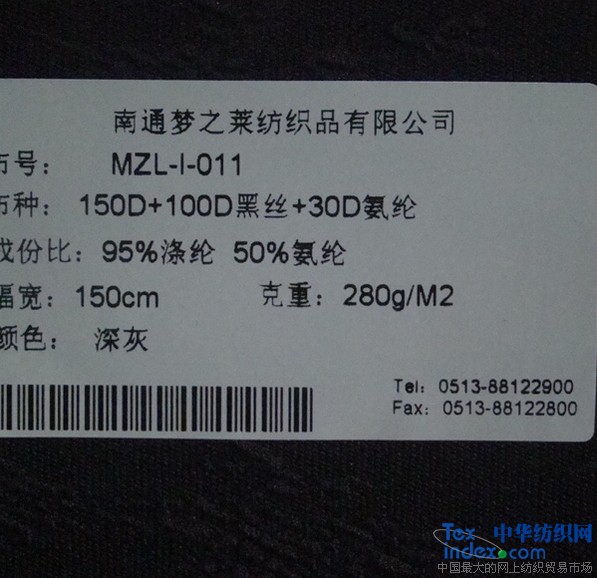 南通梦之莱纺织品有限公司
布号： MZL-I-011
布种： 150D+100D黑丝+30D氨纶
成份比：95%涤纶 50%氨纶
幅宽：150cm 克重：280g/M2
颜色： 深灰
Tel：0513-88122900
Fax：0513-88122800
Tex 中华纺织网
index.com
中国最大的网上纺织贸易市场